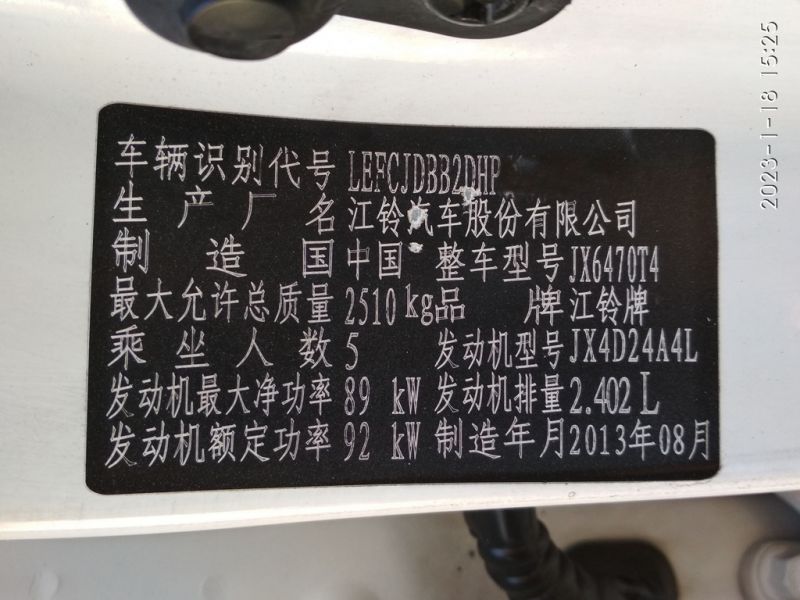 车辆识别代号 LEFCJDBB2DHP
生产厂名 江铃汽车股份有限公司
制造国 中国 整车型号 JX6470T4
最大允许总质量 2510 kg 品牌 江铃牌
乘坐人数 5 发动机型号 JX4D24A4L
发动机最大净功率 89 kW 发动机排量 2.402 L
发动机额定功率 92 kW 制造年月 2013年08月
2023-1-18 15:25